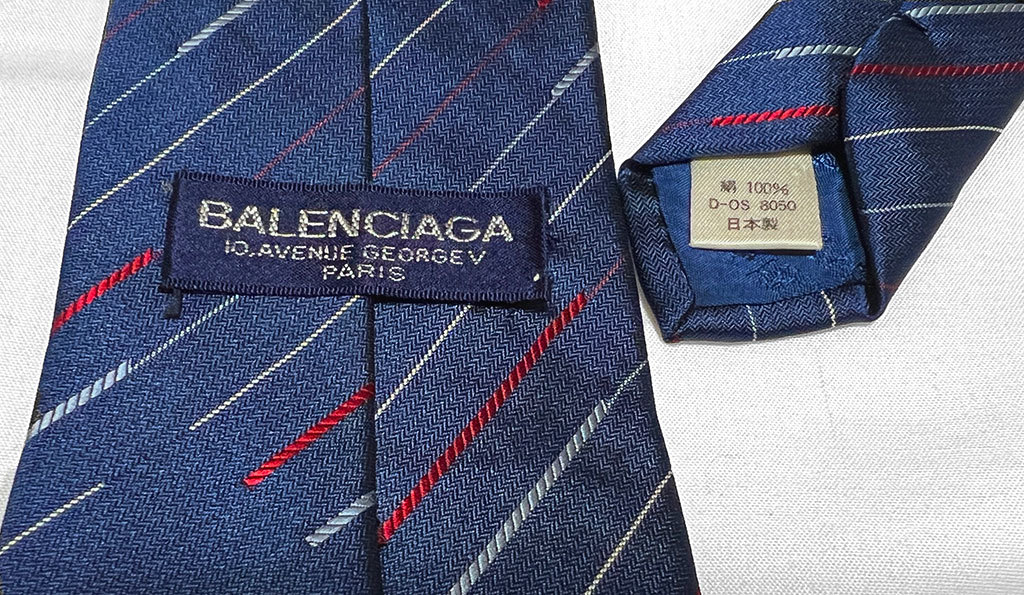 BALENCIAGA
10.AVENUE GEORGE V
PARIS
絹 100%
D-OS 8050
日本製